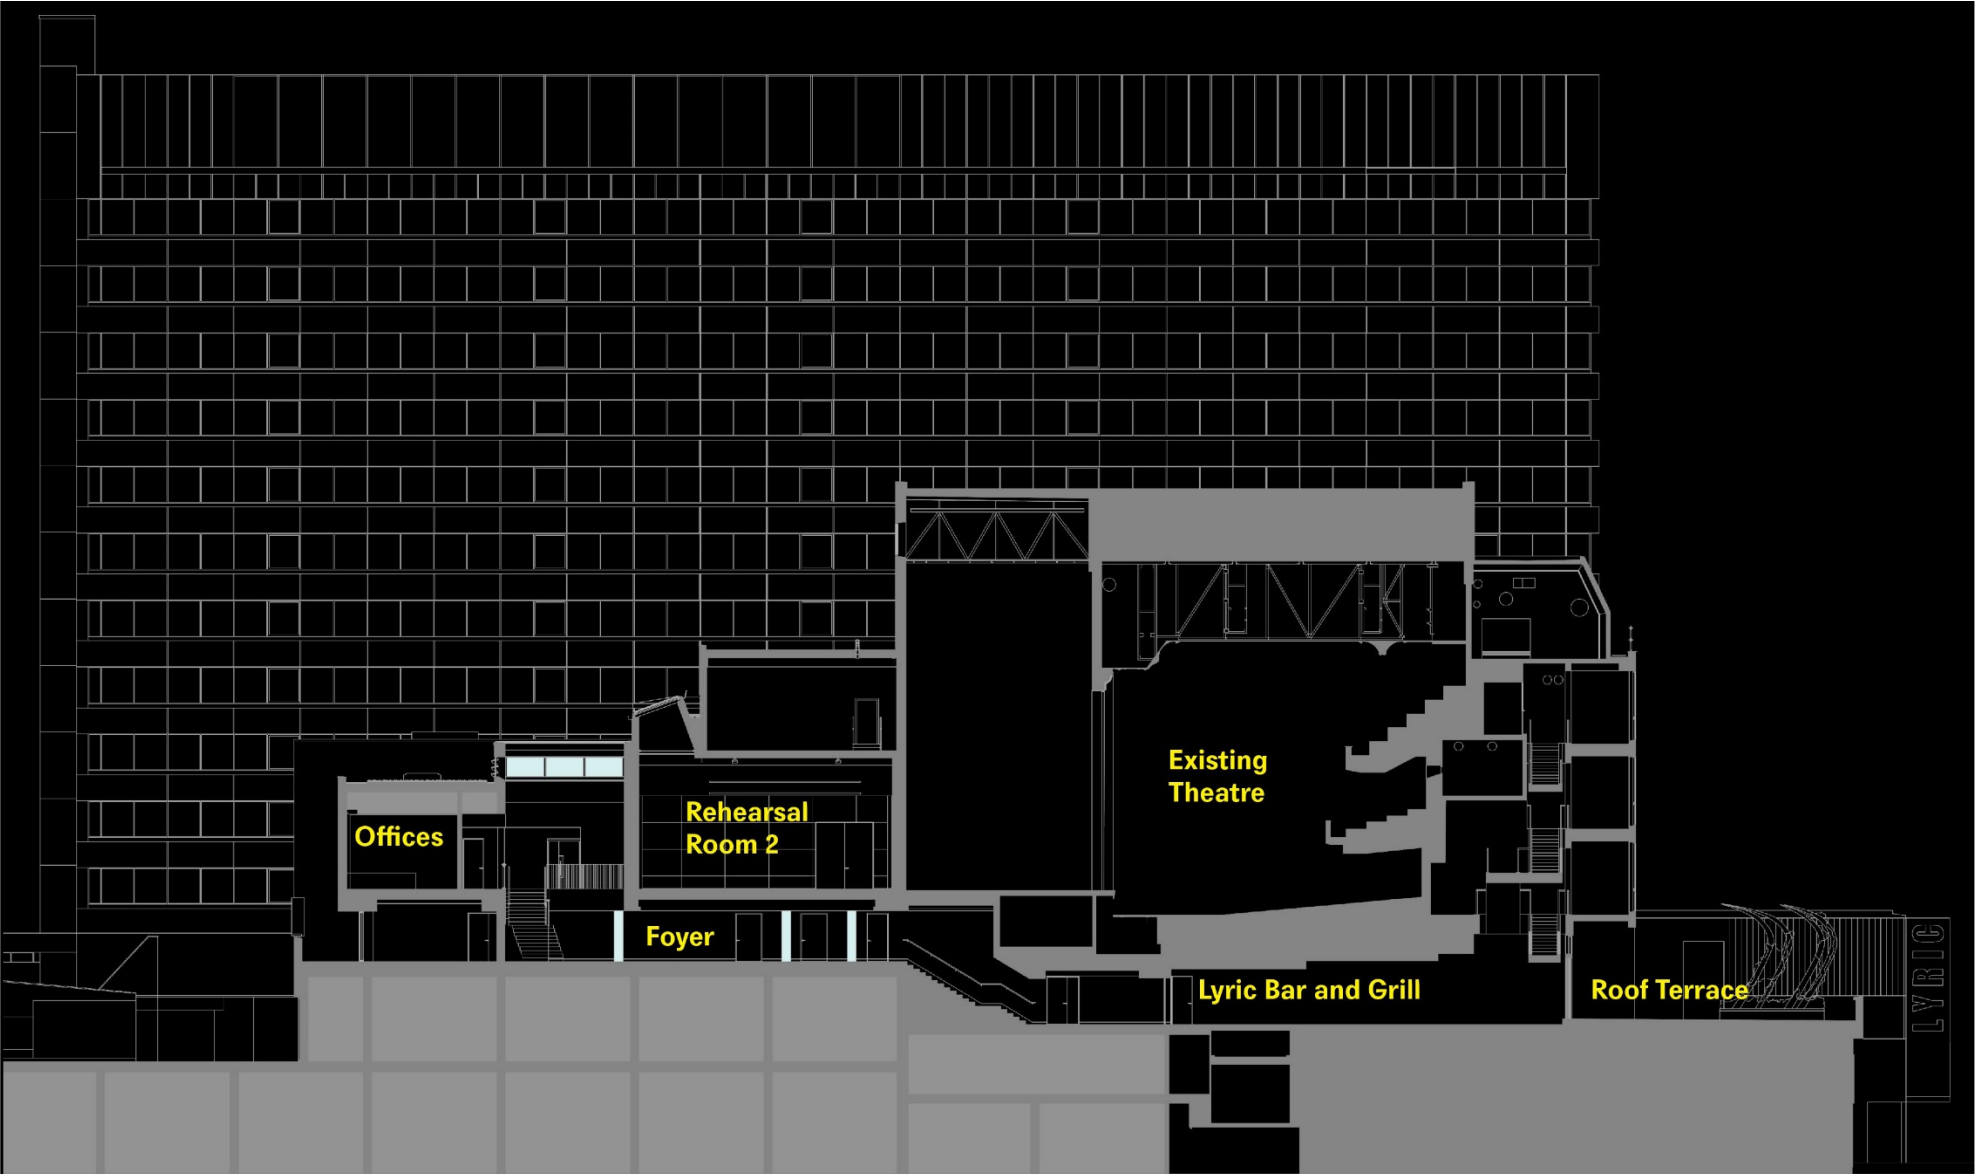 Existing
Theatre
Rehearsal
Room 2
Offices
Foyer
Lyric Bar and Grill
Roof Terrace
LYRIC